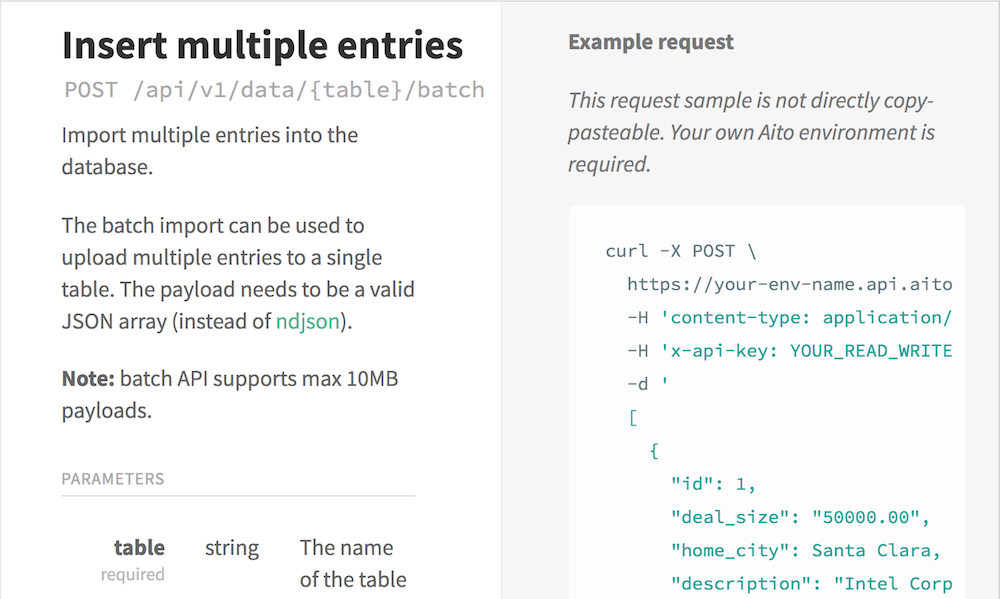 Insert multiple entries
POST /api/v1/data/{table}/batch
Import multiple entries into the
database.
The batch import can be used to
upload multiple entries to a single
table. The payload needs to be a valid
JSON array (instead of ndjson).
Note: batch API supports max 10MB
payloads.
PARAMETERS
table string The name
required of the table
Example request
This request sample is not directly copy-
pasteable. Your own Aito environment is
required.
curl -X POST \
https://your-env-name.api.aito
-H 'content-type: application/
-H 'x-api-key: YOUR_READ_WRITE
-d '
[
{
"id": 1,
"deal_size": "50000.00",
"home_city": Santa Clara,
"description": "Intel Corp